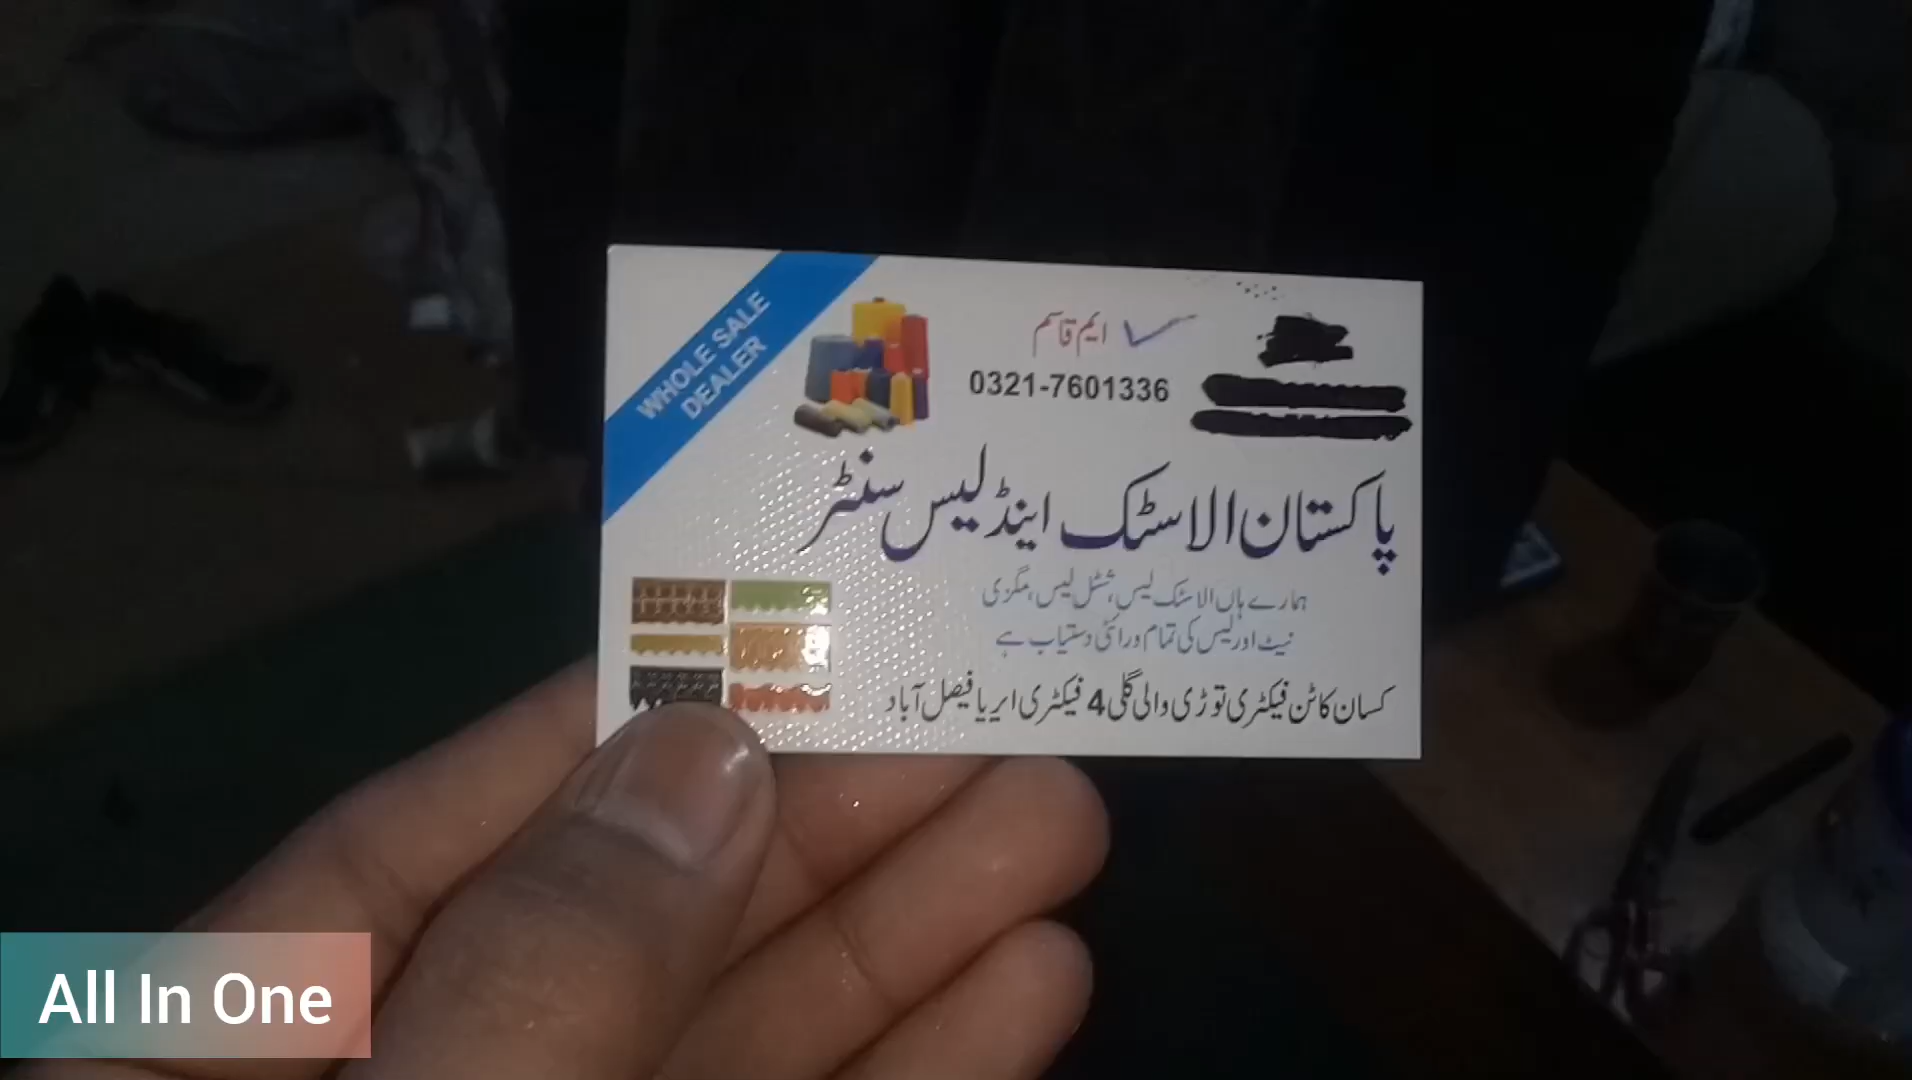 WHOLE SALE
DEALER
ایم قاسم
0321-7601336
پاکستان الاسٹک اینڈ لیس سنٹر
ہمارے ہاں الاسٹک لیس، شٹل لیس، مگزی
نیٹ اور لیس کی تمام ورائٹی دستیاب ہے
کسان کاٹن فیکٹری توڑی والی گلی 4 فیکٹری ایریا فیصل آباد
All In One